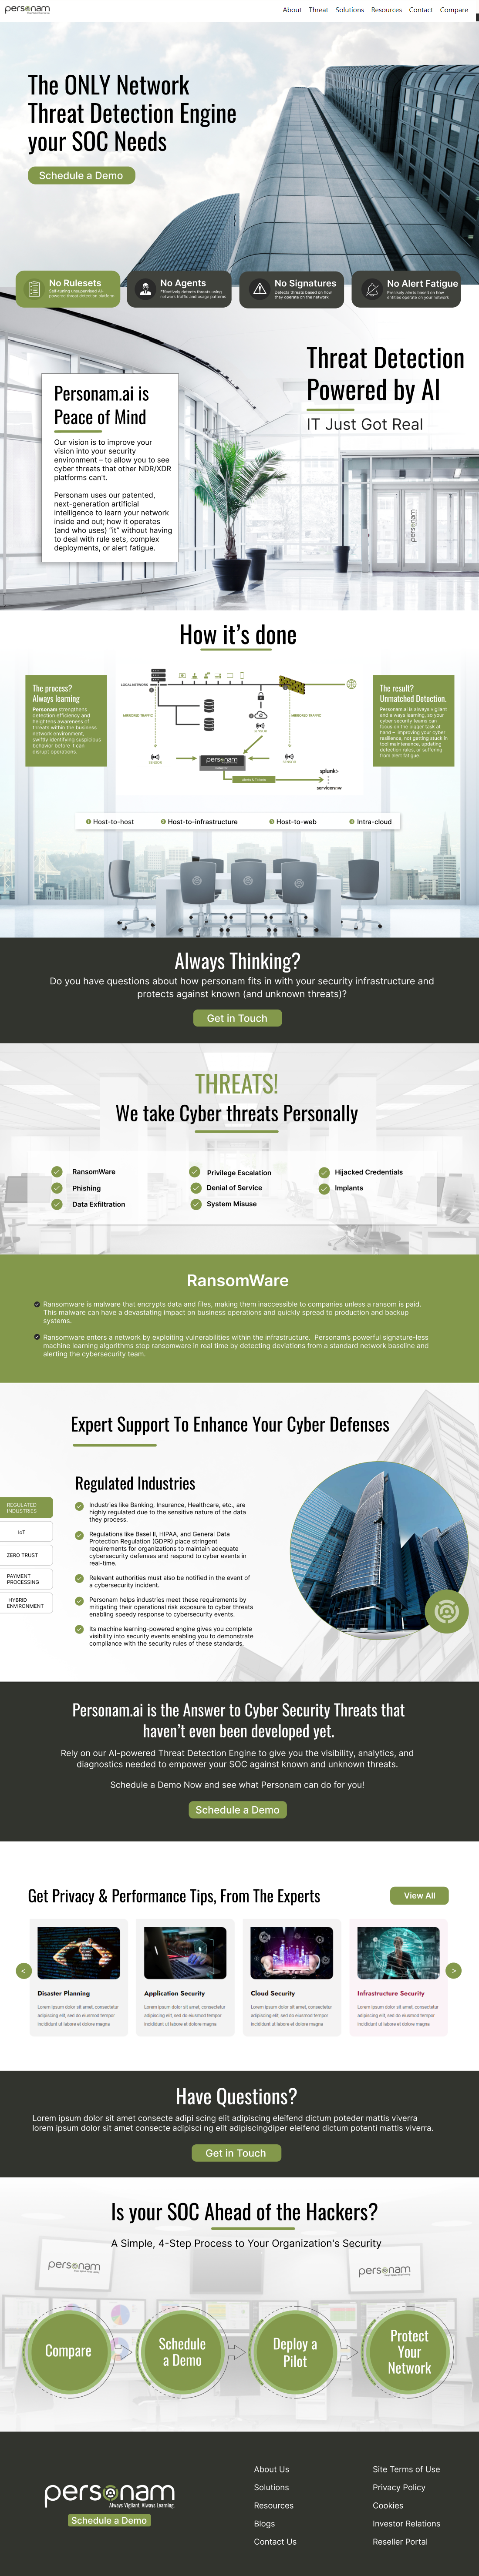 personam
About Threat Solutions Resources Contact Compare
The ONLY Network
Threat Detection Engine
your SOC Needs
Schedule a Demo
No Rulesets
Self-tuning unsupervised AI-
powered threat detection platform
No Agents
Effectively detects threats using
network traffic and usage patterns
No Signatures
Detects threats based on how
they operate on the network
No Alert Fatigue
Precisely alerts based on how
entities operate on your network
Threat Detection
Powered by AI
IT Just Got Real
Personam.ai is
Peace of Mind
Our vision is to improve your
vision into your security
environment – to allow you to see
cyber threats that other NDR/XDR
platforms can't.
Personam uses our patented,
next-generation artificial
intelligence to learn your network
inside and out; how it operates
(and who uses) "it" without having
to deal with rule sets, complex
deployments, or alert fatigue.
personam
How it's done
The process?
Always learning
Personam strengthens
detection efficiency and
heightens awareness of
threats within the business
network environment,
swiftly identifying suspicious
behavior before it can
disrupt operations.
LOCAL NETWORK
MIRRORED TRAFFIC
MIRRORED TRAFFIC
SENSOR
SENSOR
SENSOR
personam
splunk>
servicenow
The result?
Unmatched Detection.
Personam.ai is always vigilant
and always learning, so your
cyber security teams can
focus on the bigger task at
hand – improving your cyber
resilience, not getting stuck in
tool maintenance, updating
detection rules, or suffering
from alert fatigue.
1 Host-to-host
2 Host-to-infrastructure
3 Host-to-web
4 Intra-cloud
Always Thinking?
Do you have questions about how personam fits in with your security infrastructure and
protects against known (and unknown threats)?
Get in Touch
THREATS!
We take Cyber threats Personally
RansomWare
Phishing
Data Exfiltration
Privilege Escalation
Denial of Service
System Misuse
Hijacked Credentials
Implants
RansomWare
Ransomware is malware that encrypts data and files, making them inaccessible to companies unless a ransom is paid.
This malware can have a devastating impact on business operations and quickly spread to production and backup
systems.
Ransomware enters a network by exploiting vulnerabilities within the infrastructure. Personam's powerful signature-less
machine learning algorithms stop ransomware in real time by detecting deviations from a standard network baseline and
alerting the cybersecurity team.
Expert Support To Enhance Your Cyber Defenses
REGULATED
INDUSTRIES
IoT
ZERO TRUST
PAYMENT
PROCESSING
HYBRID
ENVIRONMENT
Regulated Industries
Industries like Banking, Insurance, Healthcare, etc., are
highly regulated due to the sensitive nature of the data
they process.
Regulations like Basel II, HIPAA, and General Data
Protection Regulation (GDPR) place stringent
requirements for organizations to maintain adequate
cybersecurity defenses and respond to cyber events in
real-time.
Relevant authorities must also be notified in the event of
a cybersecurity incident.
Personam helps industries meet these requirements by
mitigating their operational risk exposure to cyber threats
enabling speedy response to cybersecurity events.
Its machine learning-powered engine gives you complete
visibility into security events enabling you to demonstrate
compliance with the security rules of these standards.
Personam.ai is the Answer to Cyber Security Threats that
haven't even been developed yet.
Rely on our AI-powered Threat Detection Engine to give you the visibility, analytics, and
diagnostics needed to empower your SOC against known and unknown threats.
Schedule a Demo Now and see what Personam can do for you!
Schedule a Demo
Get Privacy & Performance Tips, From The Experts
View All
<
Disaster Planning
Lorem ipsum dolor sit amet, consectetur
adipiscing elit, sed do eiusmod tempor
incididunt ut labore et dolore magna
Application Security
Lorem ipsum dolor sit amet, consectetur
adipiscing elit, sed do eiusmod tempor
incididunt ut labore et dolore magna
Cloud Security
Lorem ipsum dolor sit amet, consectetur
adipiscing elit, sed do eiusmod tempor
incididunt ut labore et dolore magna
Infrastructure Security
Lorem ipsum dolor sit amet, consectetur
adipiscing elit, sed do eiusmod tempor
incididunt ut labore et dolore magna
>
Have Questions?
Lorem ipsum dolor sit amet consecte adipi scing elit adipiscing eleifend dictum poteder mattis viverra
lorem ipsum dolor sit amet consecte adipisci ng elit adipiscingdiper eleifend dictum potenti mattis viverra.
Get in Touch
Is your SOC Ahead of the Hackers?
A Simple, 4-Step Process to Your Organization's Security
personam
personam
Compare
Schedule
a Demo
Deploy a
Pilot
Protect
Your
Network
personam
Always Vigilant, Always Learning.
Schedule a Demo
About Us
Solutions
Resources
Blogs
Contact Us
Site Terms of Use
Privacy Policy
Cookies
Investor Relations
Reseller Portal